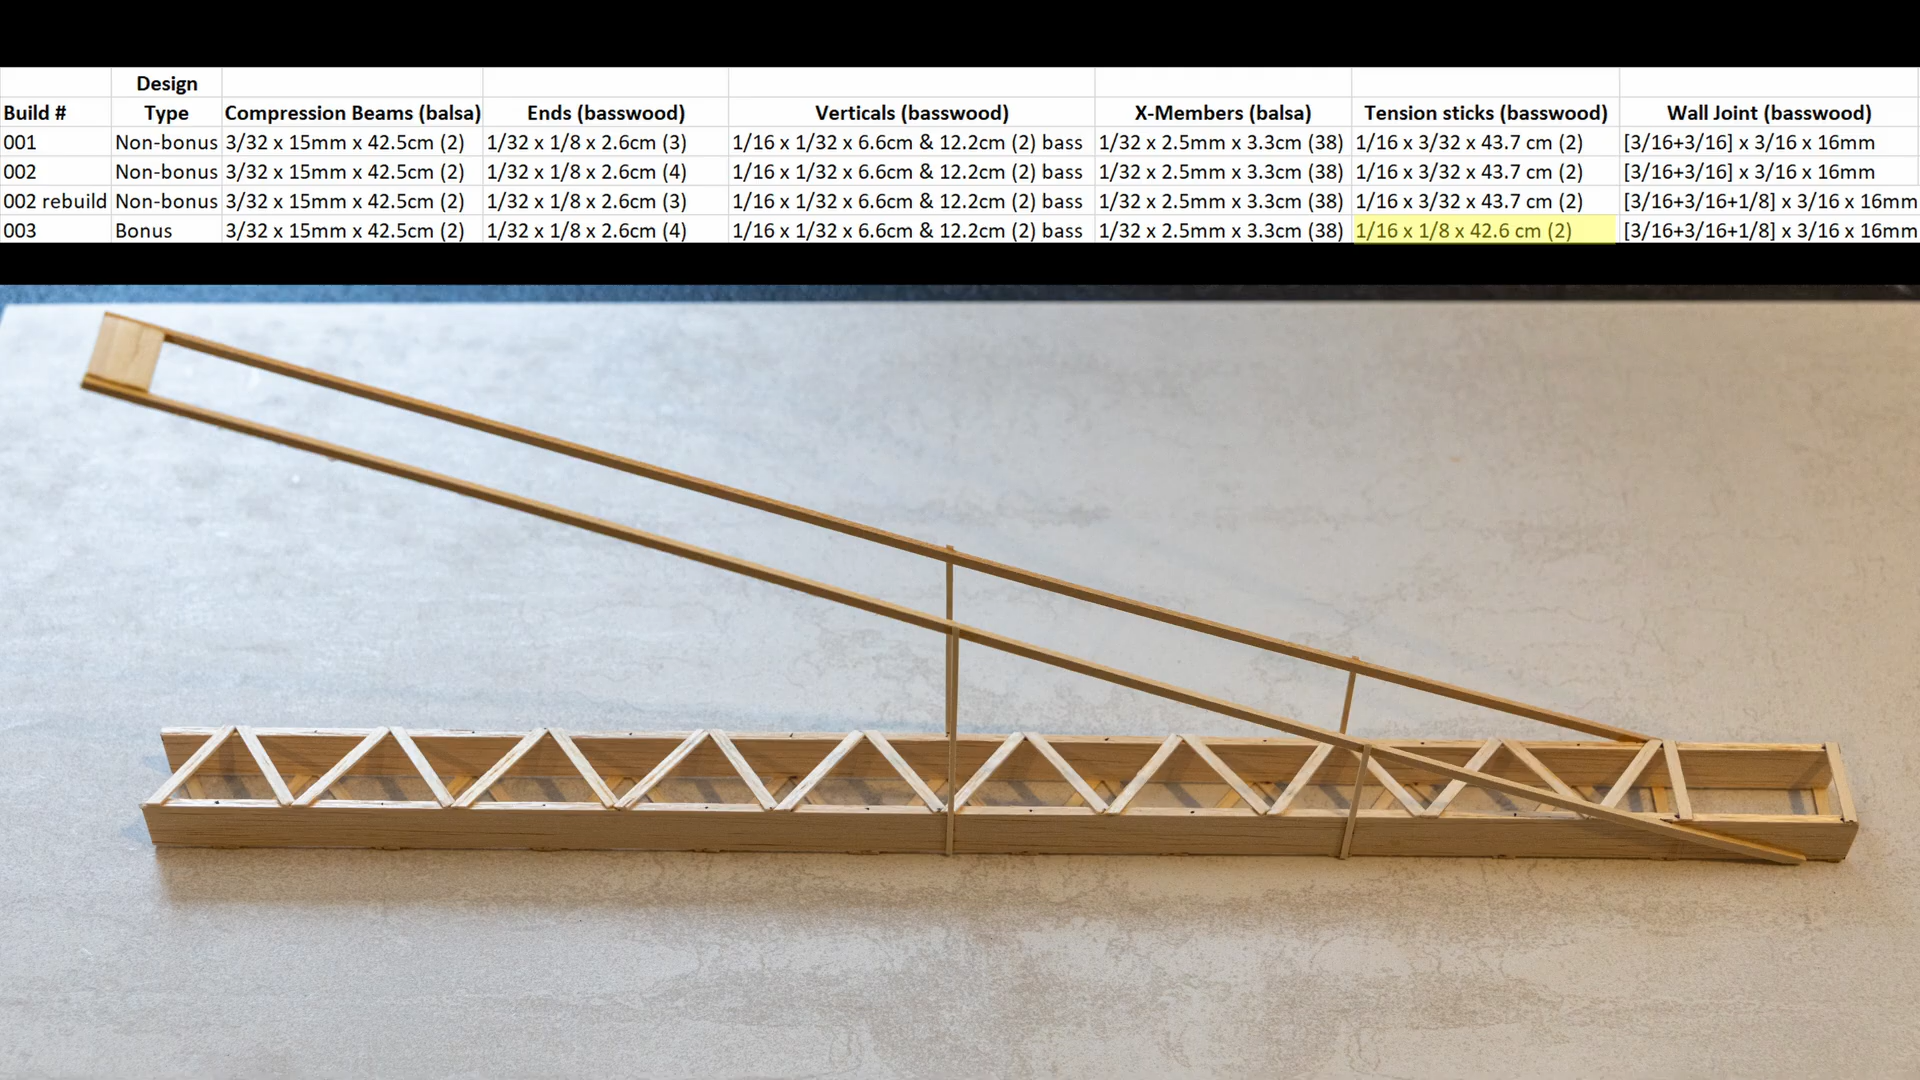 Design
Build # Type Compression Beams (balsa) Ends (basswood) Verticals (basswood) X-Members (balsa) Tension sticks (basswood) Wall Joint (basswood)
001 Non-bonus 3/32 x 15mm x 42.5cm (2) 1/32 x 1/8 x 2.6cm (3) 1/16 x 1/32 x 6.6cm & 12.2cm (2) bass 1/32 x 2.5mm x 3.3cm (38) 1/16 x 3/32 x 43.7 cm (2) [3/16+3/16] x 3/16 x 16mm
002 Non-bonus 3/32 x 15mm x 42.5cm (2) 1/32 x 1/8 x 2.6cm (4) 1/16 x 1/32 x 6.6cm & 12.2cm (2) bass 1/32 x 2.5mm x 3.3cm (38) 1/16 x 3/32 x 43.7 cm (2) [3/16+3/16] x 3/16 x 16mm
002 rebuild Non-bonus 3/32 x 15mm x 42.5cm (2) 1/32 x 1/8 x 2.6cm (3) 1/16 x 1/32 x 6.6cm & 12.2cm (2) bass 1/32 x 2.5mm x 3.3cm (38) 1/16 x 3/32 x 43.7 cm (2) [3/16+3/16+1/8] x 3/16 x 16mm
003 Bonus 3/32 x 15mm x 42.5cm (2) 1/32 x 1/8 x 2.6cm (4) 1/16 x 1/32 x 6.6cm & 12.2cm (2) bass 1/32 x 2.5mm x 3.3cm (38) 1/16 x 1/8 x 42.6 cm (2) [3/16+3/16+1/8] x 3/16 x 16mm